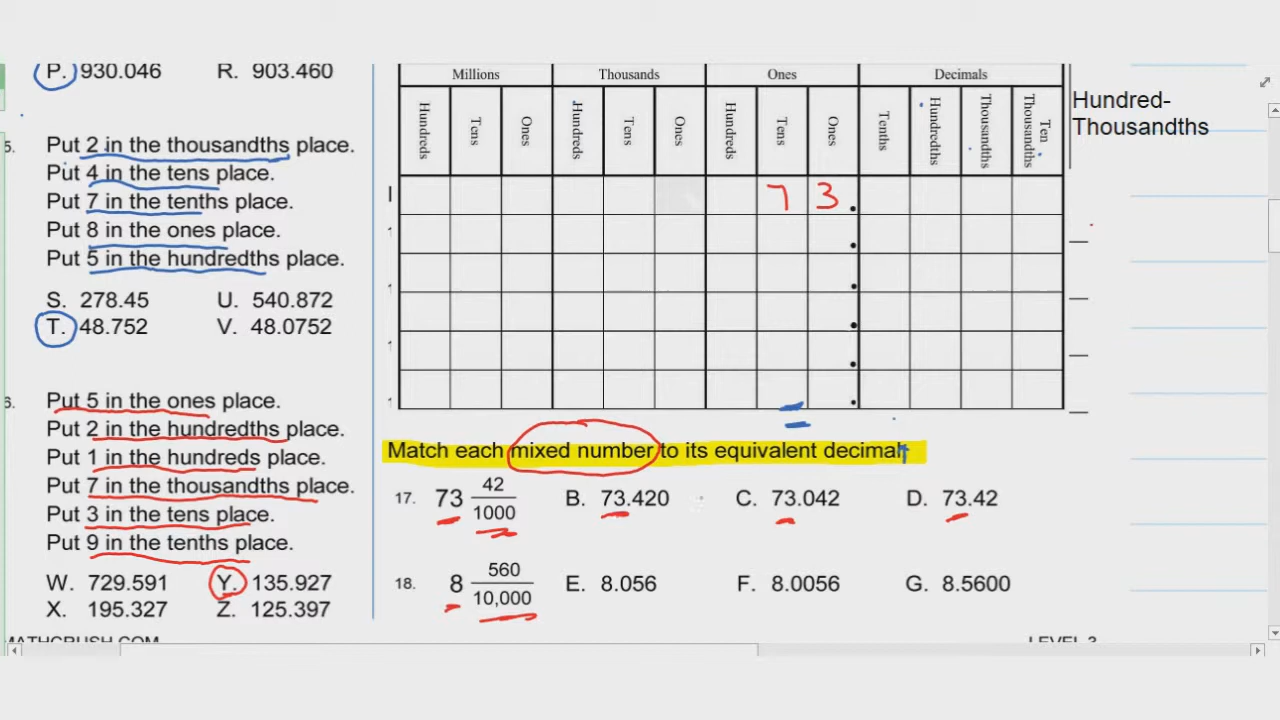 P. 930.046 R. 903.460
5.
Put 2 in the thousandths place.
Put 4 in the tens place.
Put 7 in the tenths place.
Put 8 in the ones place.
Put 5 in the hundredths place.
S. 278.45 U. 540.872
T. 48.752 V. 48.0752
6.
Put 5 in the ones place.
Put 2 in the hundredths place.
Put 1 in the hundreds place.
Put 7 in the thousandths place.
Put 3 in the tens place.
Put 9 in the tenths place.
W. 729.591 Y. 135.927
X. 195.327 Z. 125.397
Millions Thousands Ones Decimals
Hundreds Tens Ones Hundreds Tens Ones Hundreds Tens Ones Tenths Hundredths Thousandths Ten Thousandths
Hundred-
Thousandths
7 3 .
Match each mixed number to its equivalent decimal
17. 73 42/1000 B. 73.420 C. 73.042 D. 73.42
18. 8 560/10,000 E. 8.056 F. 8.0056 G. 8.5600
MATHCRUSH.COM LEVEL 3